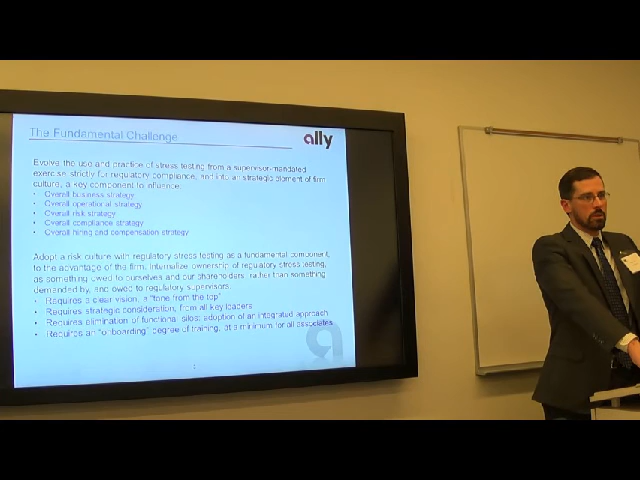 The Fundamental Challenge
ally
Evolve the use and practice of stress testing from a supervisor-mandated
exercise strictly for regulatory compliance, and into an strategic element of firm
culture, a key component to influence:
• Overall business strategy
• Overall operational strategy
• Overall risk strategy
• Overall compliance strategy
• Overall hiring and compensation strategy
Adopt a risk culture with regulatory stress testing as a fundamental component,
to the advantage of the firm. Internalize ownership of regulatory stress testing,
as something owed to ourselves and our shareholders, rather than something
demanded by, and owed to regulatory supervisors.
• Requires a clear vision, a "tone from the top"
• Requires strategic consideration, from all key leaders
• Requires elimination of functional silos; adoption of an integrated approach
• Requires an "onboarding" degree of training, at a minimum for all associates